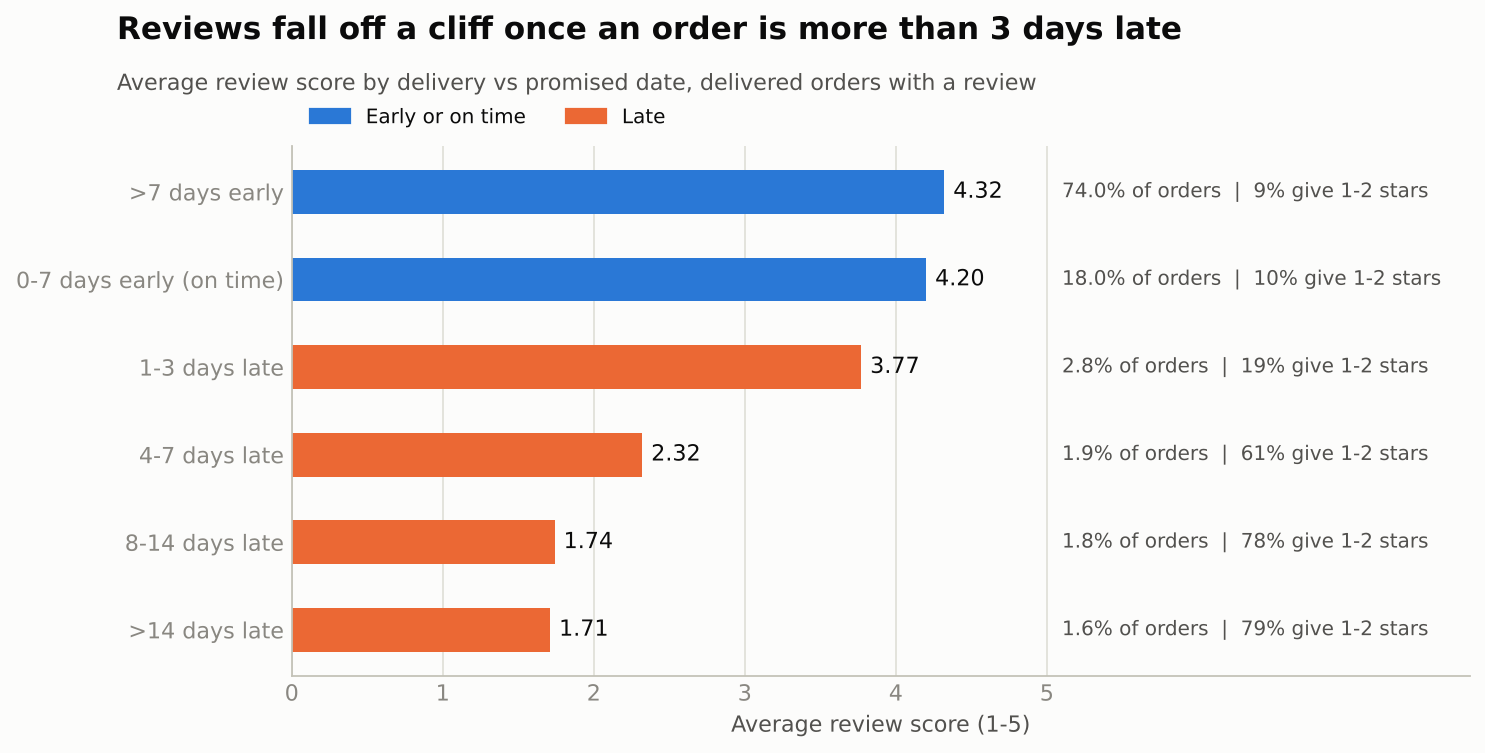 Reviews fall off a cliff once an order is more than 3 days late
Average review score by delivery vs promised date, delivered orders with a review
Early or on time Late
>7 days early 4.32 74.0% of orders | 9% give 1-2 stars
0-7 days early (on time) 4.20 18.0% of orders | 10% give 1-2 stars
1-3 days late 3.77 2.8% of orders | 19% give 1-2 stars
4-7 days late 2.32 1.9% of orders | 61% give 1-2 stars
8-14 days late 1.74 1.8% of orders | 78% give 1-2 stars
>14 days late 1.71 1.6% of orders | 79% give 1-2 stars
0 1 2 3 4 5
Average review score (1-5)